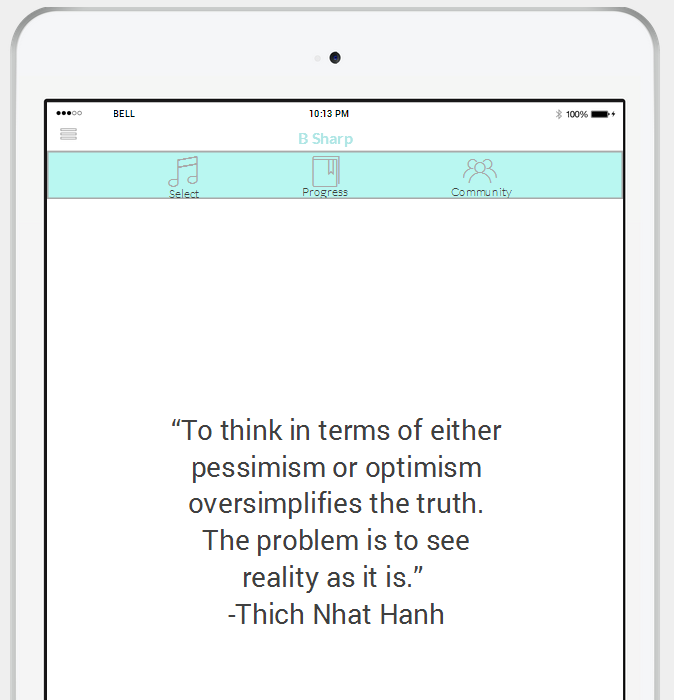 BELL 10:13 PM 100%
B Sharp
Select Progress Community
“To think in terms of either
pessimism or optimism
oversimplifies the truth.
The problem is to see
reality as it is.”
-Thich Nhat Hanh